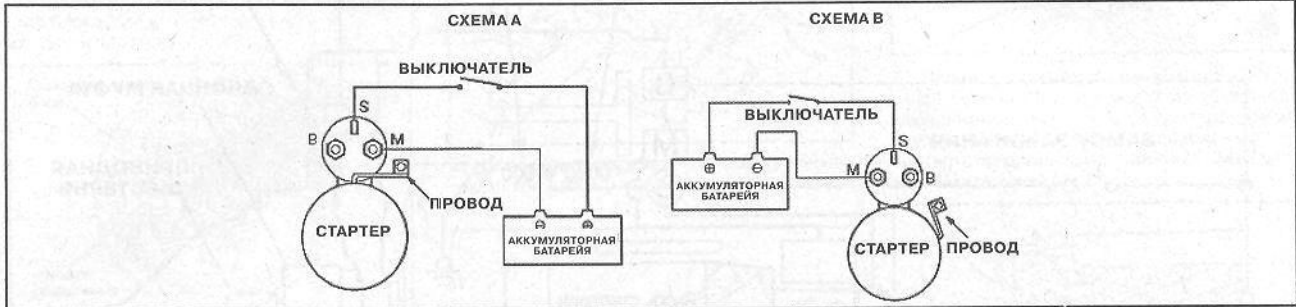 СХЕМА А
ВЫКЛЮЧАТЕЛЬ
S
B
M
ПРОВОД
СТАРТЕР
АККУМУЛЯТОРНАЯ
БАТАРЕЙЯ
СХЕМА В
ВЫКЛЮЧАТЕЛЬ
S
M
B
АККУМУЛЯТОРНАЯ
БАТАРЕЙЯ
СТАРТЕР
ПРОВОД